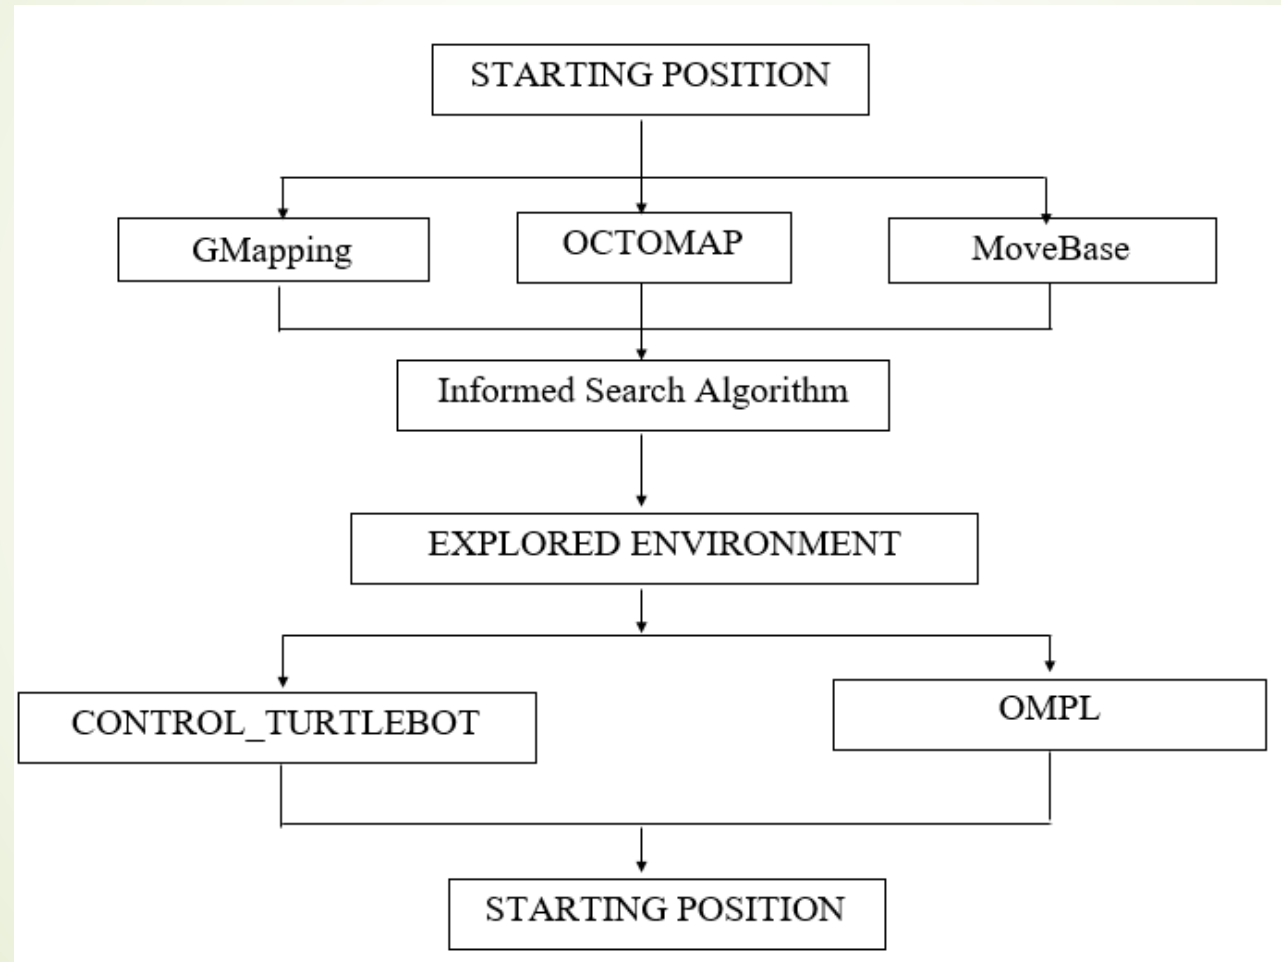 STARTING POSITION
GMapping
OCTOMAP
MoveBase
Informed Search Algorithm
EXPLORED ENVIRONMENT
CONTROL_TURTLEBOT
OMPL
STARTING POSITION